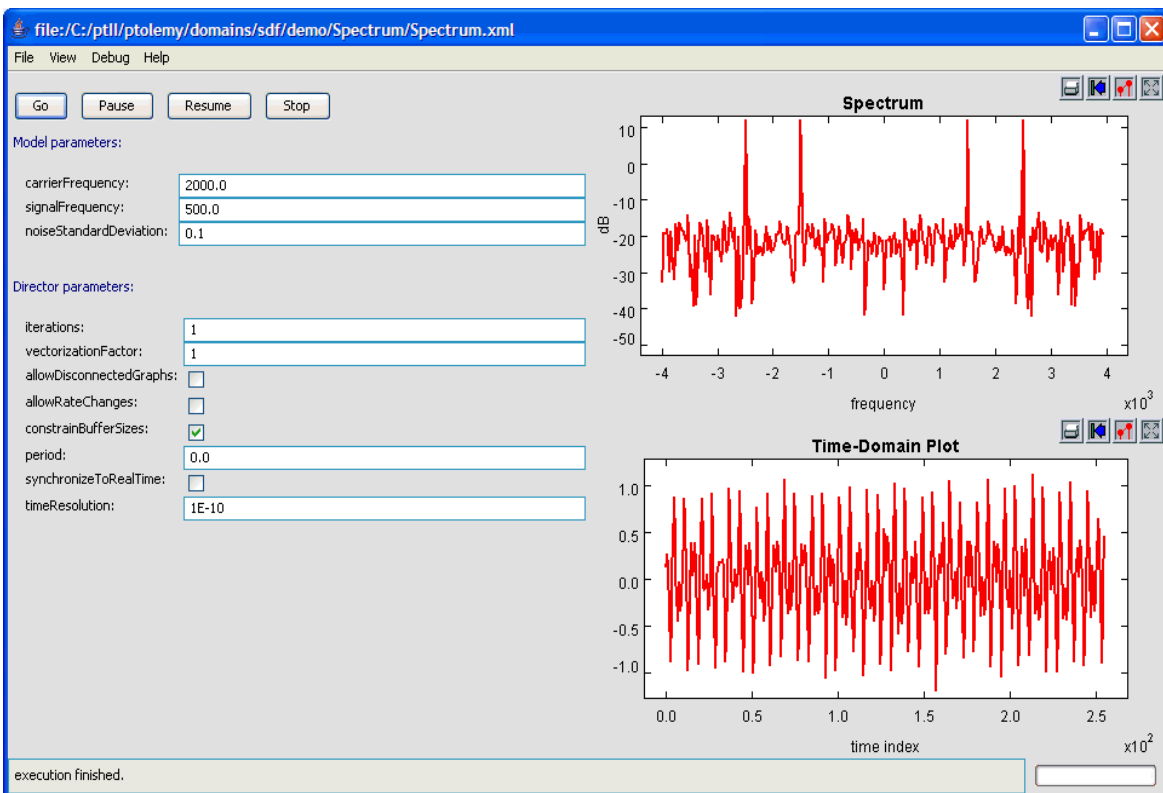 file:/C:/ptII/ptolemy/domains/sdf/demo/Spectrum/Spectrum.xml
File View Debug Help
Go Pause Resume Stop
Model parameters:
carrierFrequency: 2000.0
signalFrequency: 500.0
noiseStandardDeviation: 0.1
Director parameters:
iterations: 1
vectorizationFactor: 1
allowDisconnectedGraphs:
allowRateChanges:
constrainBufferSizes:
period: 0.0
synchronizeToRealTime:
timeResolution: 1E-10
Spectrum
10
0
-10
-20
-30
-40
-50
dB
-4 -3 -2 -1 0 1 2 3 4
frequency x10³
Time-Domain Plot
1.0
0.5
0.0
-0.5
-1.0
0.0 0.5 1.0 1.5 2.0 2.5
time index x10²
execution finished.